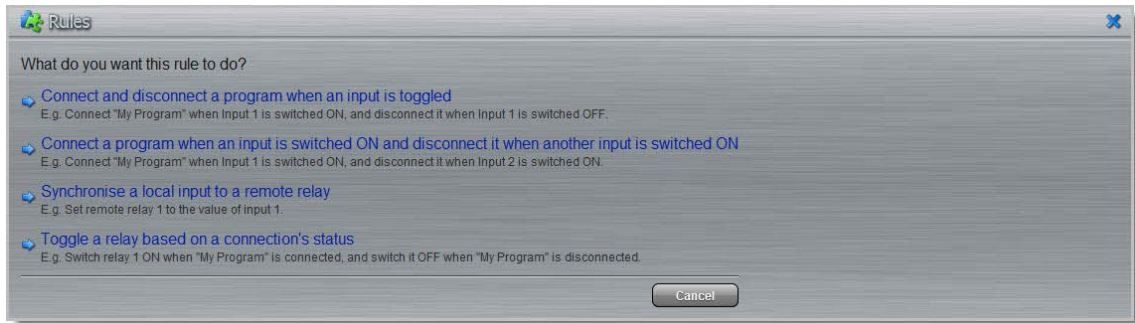 Rules
What do you want this rule to do?
Connect and disconnect a program when an input is toggled
E.g. Connect "My Program" when Input 1 is switched ON, and disconnect it when Input 1 is switched OFF.
Connect a program when an input is switched ON and disconnect it when another input is switched ON
E.g. Connect "My Program" when Input 1 is switched ON, and disconnect it when Input 2 is switched ON.
Synchronise a local input to a remote relay
E.g. Set remote relay 1 to the value of input 1.
Toggle a relay based on a connection's status
E.g. Switch relay 1 ON when "My Program" is connected, and switch it OFF when "My Program" is disconnected.
Cancel